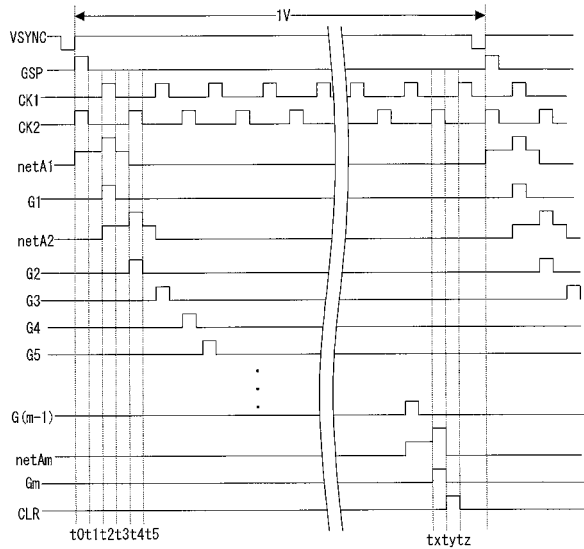 1V
VSYNC
GSP
CK1
CK2
netA1
G1
netA2
G2
G3
G4
G5
G(m-1)
netAm
Gm
CLR
t0t1t2t3t4t5
txtytz